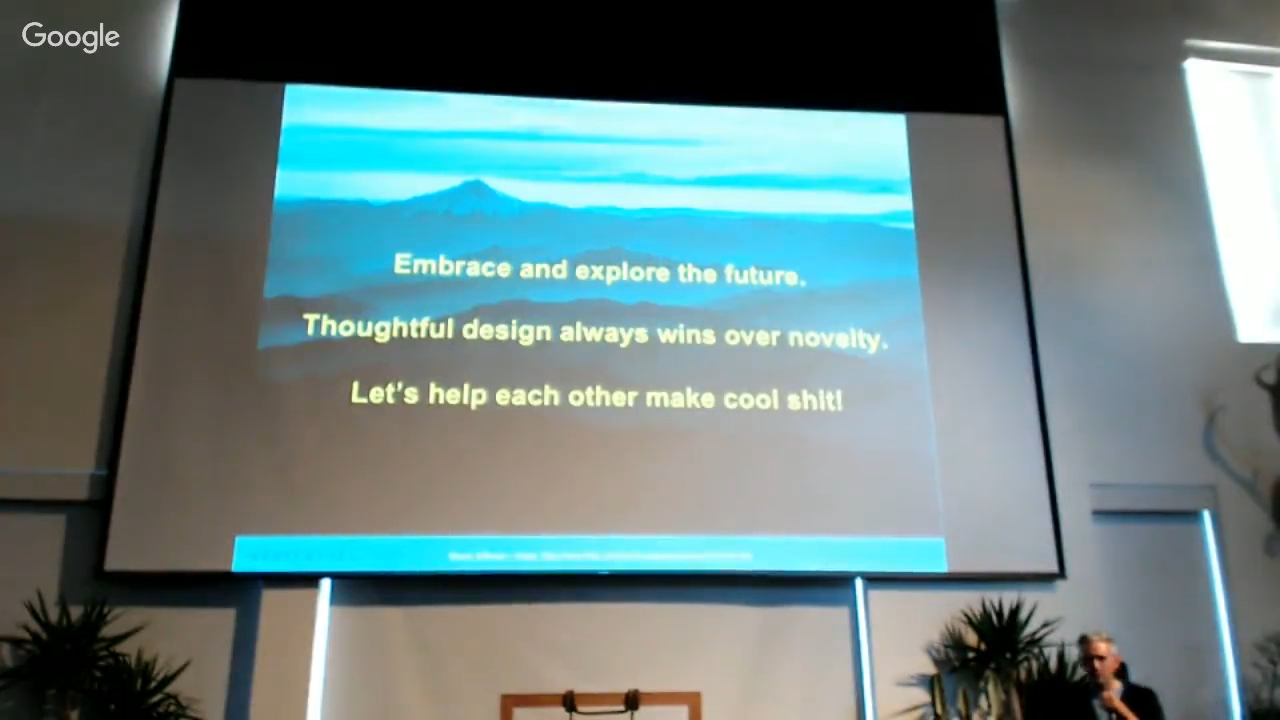 Google
Embrace and explore the future.
Thoughtful design always wins over novelty.
Let's help each other make cool shit!